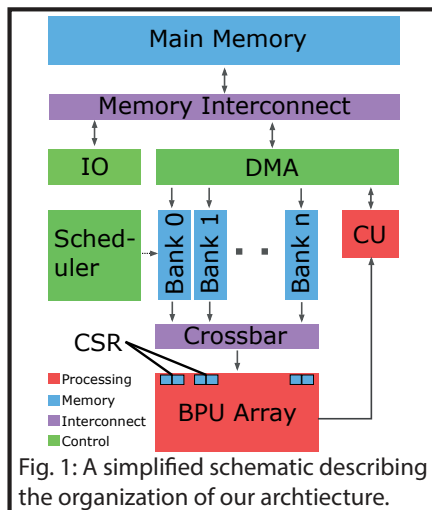 Main Memory
Memory Interconnect
IO
DMA
Sched-
uler
Bank 0
Bank 1
Bank n
CU
Crossbar
CSR
Processing
Memory
Interconnect
Control
BPU Array
Fig. 1: A simplified schematic describing
the organization of our archtiecture.